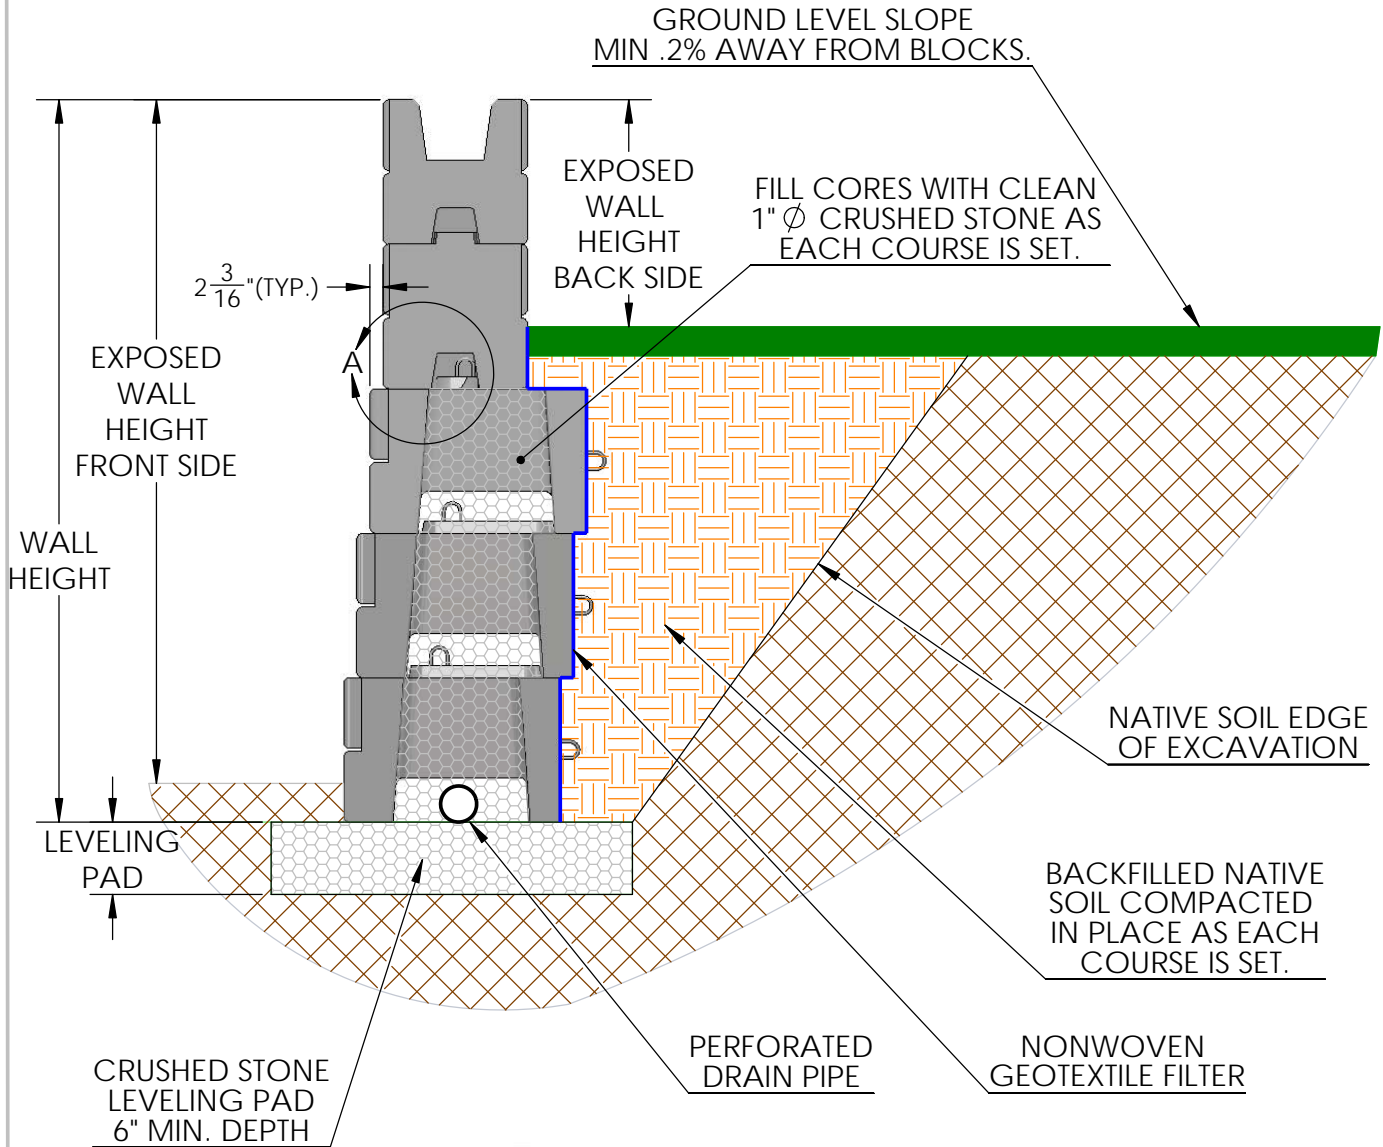 GROUND LEVEL SLOPE
MIN .2% AWAY FROM BLOCKS.
EXPOSED
WALL
HEIGHT
BACK SIDE
FILL CORES WITH CLEAN
1" Ø CRUSHED STONE AS
EACH COURSE IS SET.
2 3/16"(TYP.)
A
EXPOSED
WALL
HEIGHT
FRONT SIDE
WALL
HEIGHT
NATIVE SOIL EDGE
OF EXCAVATION
LEVELING
PAD
BACKFILLED NATIVE
SOIL COMPACTED
IN PLACE AS EACH
COURSE IS SET.
PERFORATED
DRAIN PIPE
NONWOVEN
GEOTEXTILE FILTER
CRUSHED STONE
LEVELING PAD
6" MIN. DEPTH